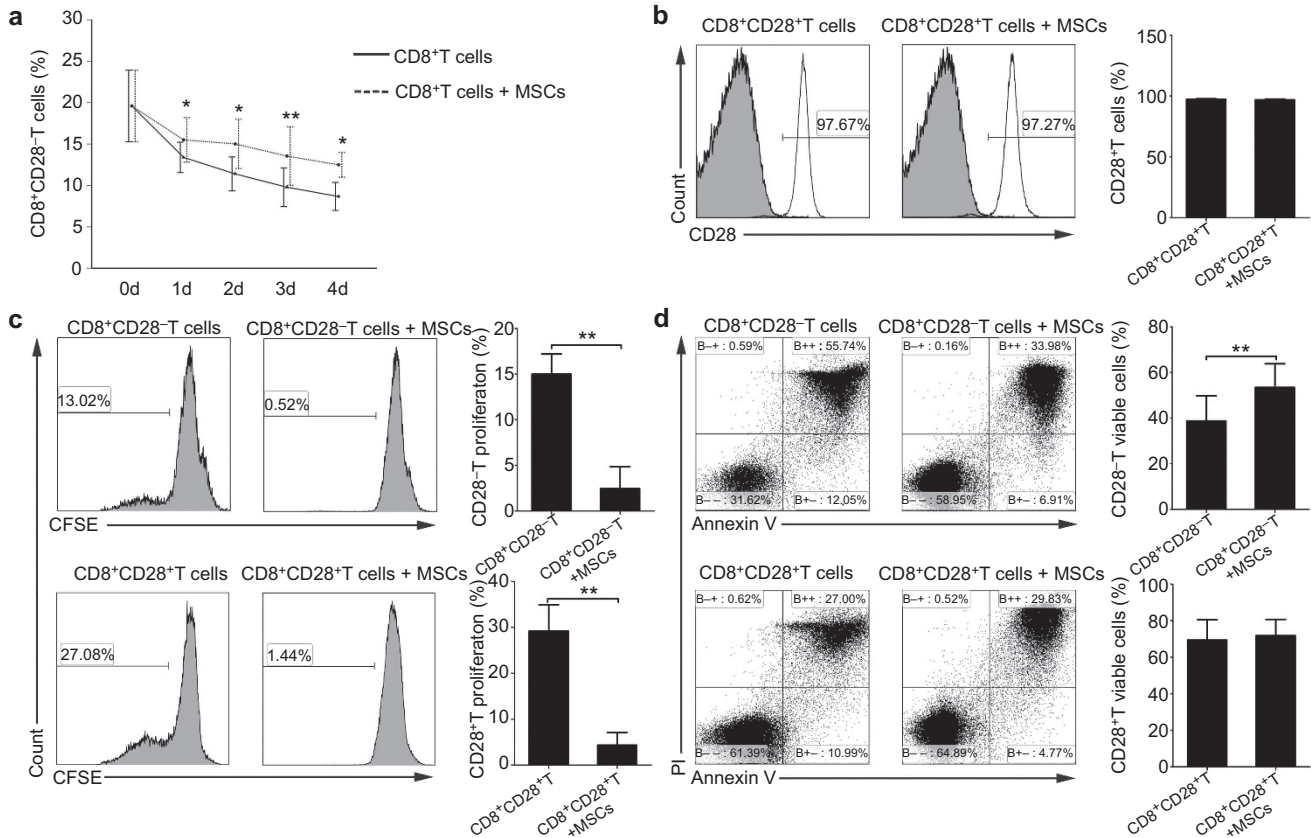 a
30
25
20
15
10
5
0
CD8⁺CD28⁻T cells (%)
CD8⁺T cells
CD8⁺T cells + MSCs
*
*
**
*
0d
1d
2d
3d
4d
b
CD8⁺CD28⁺T cells
CD8⁺CD28⁺T cells + MSCs
97.67%
97.27%
Count
CD28
CD28⁺T cells (%)
150
100
50
0
CD8⁺CD28⁺T
CD8⁺CD28⁺T
+MSCs
c
CD8⁺CD28⁻T cells
CD8⁺CD28⁻T cells + MSCs
13.02%
0.52%
CFSE
CD28⁻T proliferaton (%)
20
15
10
5
0
**
CD8⁺CD28⁻T
CD8⁺CD28⁻T
+MSCs
CD8⁺CD28⁺T cells
CD8⁺CD28⁺T cells + MSCs
27.08%
1.44%
Count
CFSE
CD28⁺T proliferaton (%)
40
30
20
10
0
**
CD8⁺CD28⁺T
CD8⁺CD28⁺T
+MSCs
d
CD8⁺CD28⁻T cells
CD8⁺CD28⁻T cells + MSCs
B–+ : 0.59%
B++ : 55.74%
B–+ : 0.16%
B++ : 33.98%
B– – : 31.62%
B+– : 12.05%
B– – : 58.95%
B+– : 6.91%
Annexin V
CD28⁻T viable cells (%)
80
60
40
20
0
**
CD8⁺CD28⁻T
CD8⁺CD28⁻T
+MSCs
CD8⁺CD28⁺T cells
CD8⁺CD28⁺T cells + MSCs
B–+ : 0.62%
B++ : 27.00%
B–+ : 0.52%
B++ : 29.83%
B– – : 61.39%
B+– : 10.99%
B– – : 64.89%
B+– : 4.77%
PI
Annexin V
CD28⁺T viable cells (%)
100
80
60
40
20
0
CD8⁺CD28⁺T
CD8⁺CD28⁺T
+MSCs